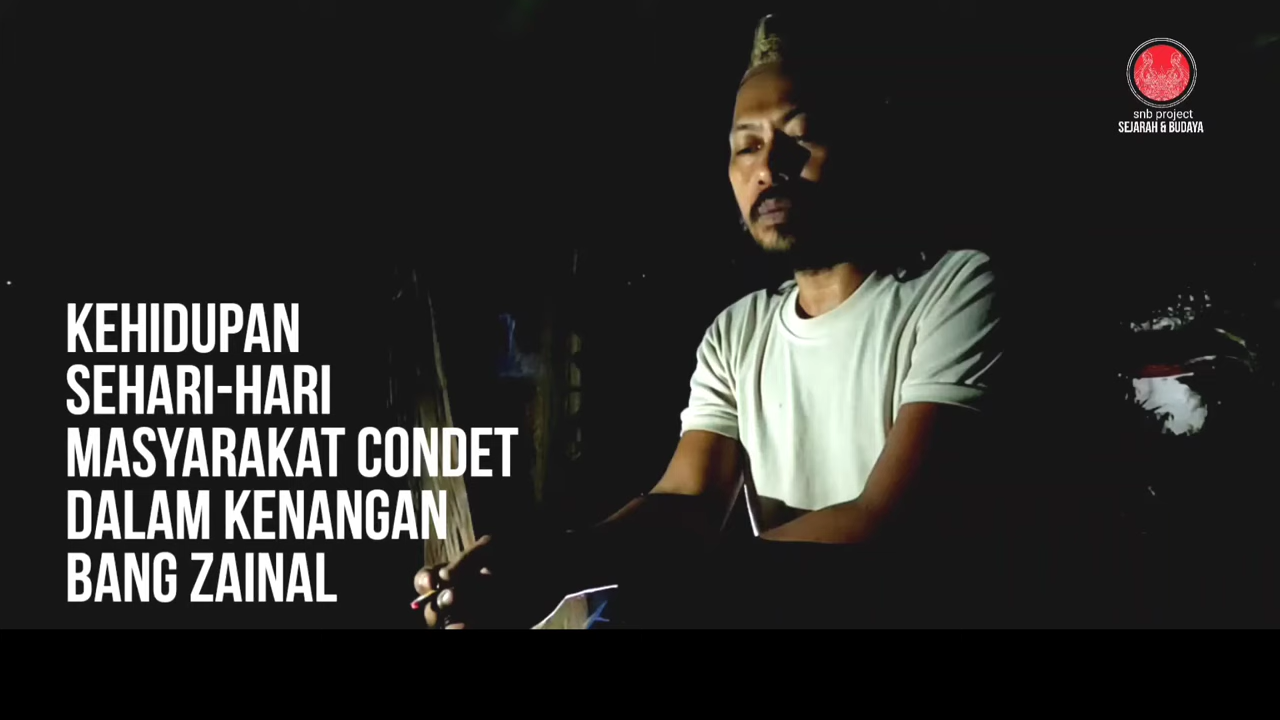 KEHIDUPAN
SEHARI-HARI
MASYARAKAT CONDET
DALAM KENANGAN
BANG ZAINAL
snb project
SEJARAH & BUDAYA